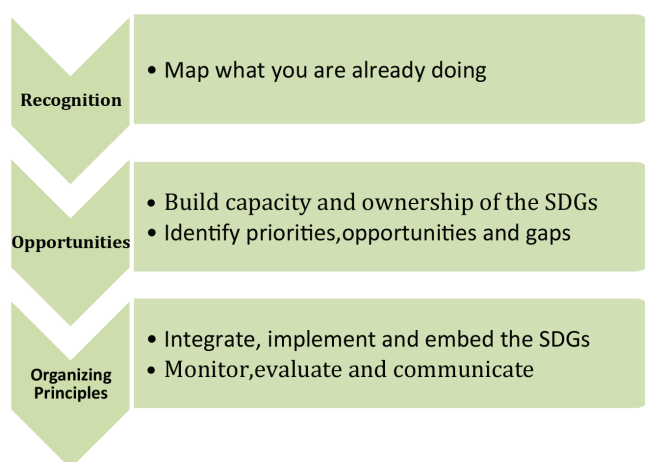 Recognition
• Map what you are already doing
Opportunities
• Build capacity and ownership of the SDGs
• Identify priorities,opportunities and gaps
Organizing
Principles
• Integrate, implement and embed the SDGs
• Monitor,evaluate and communicate